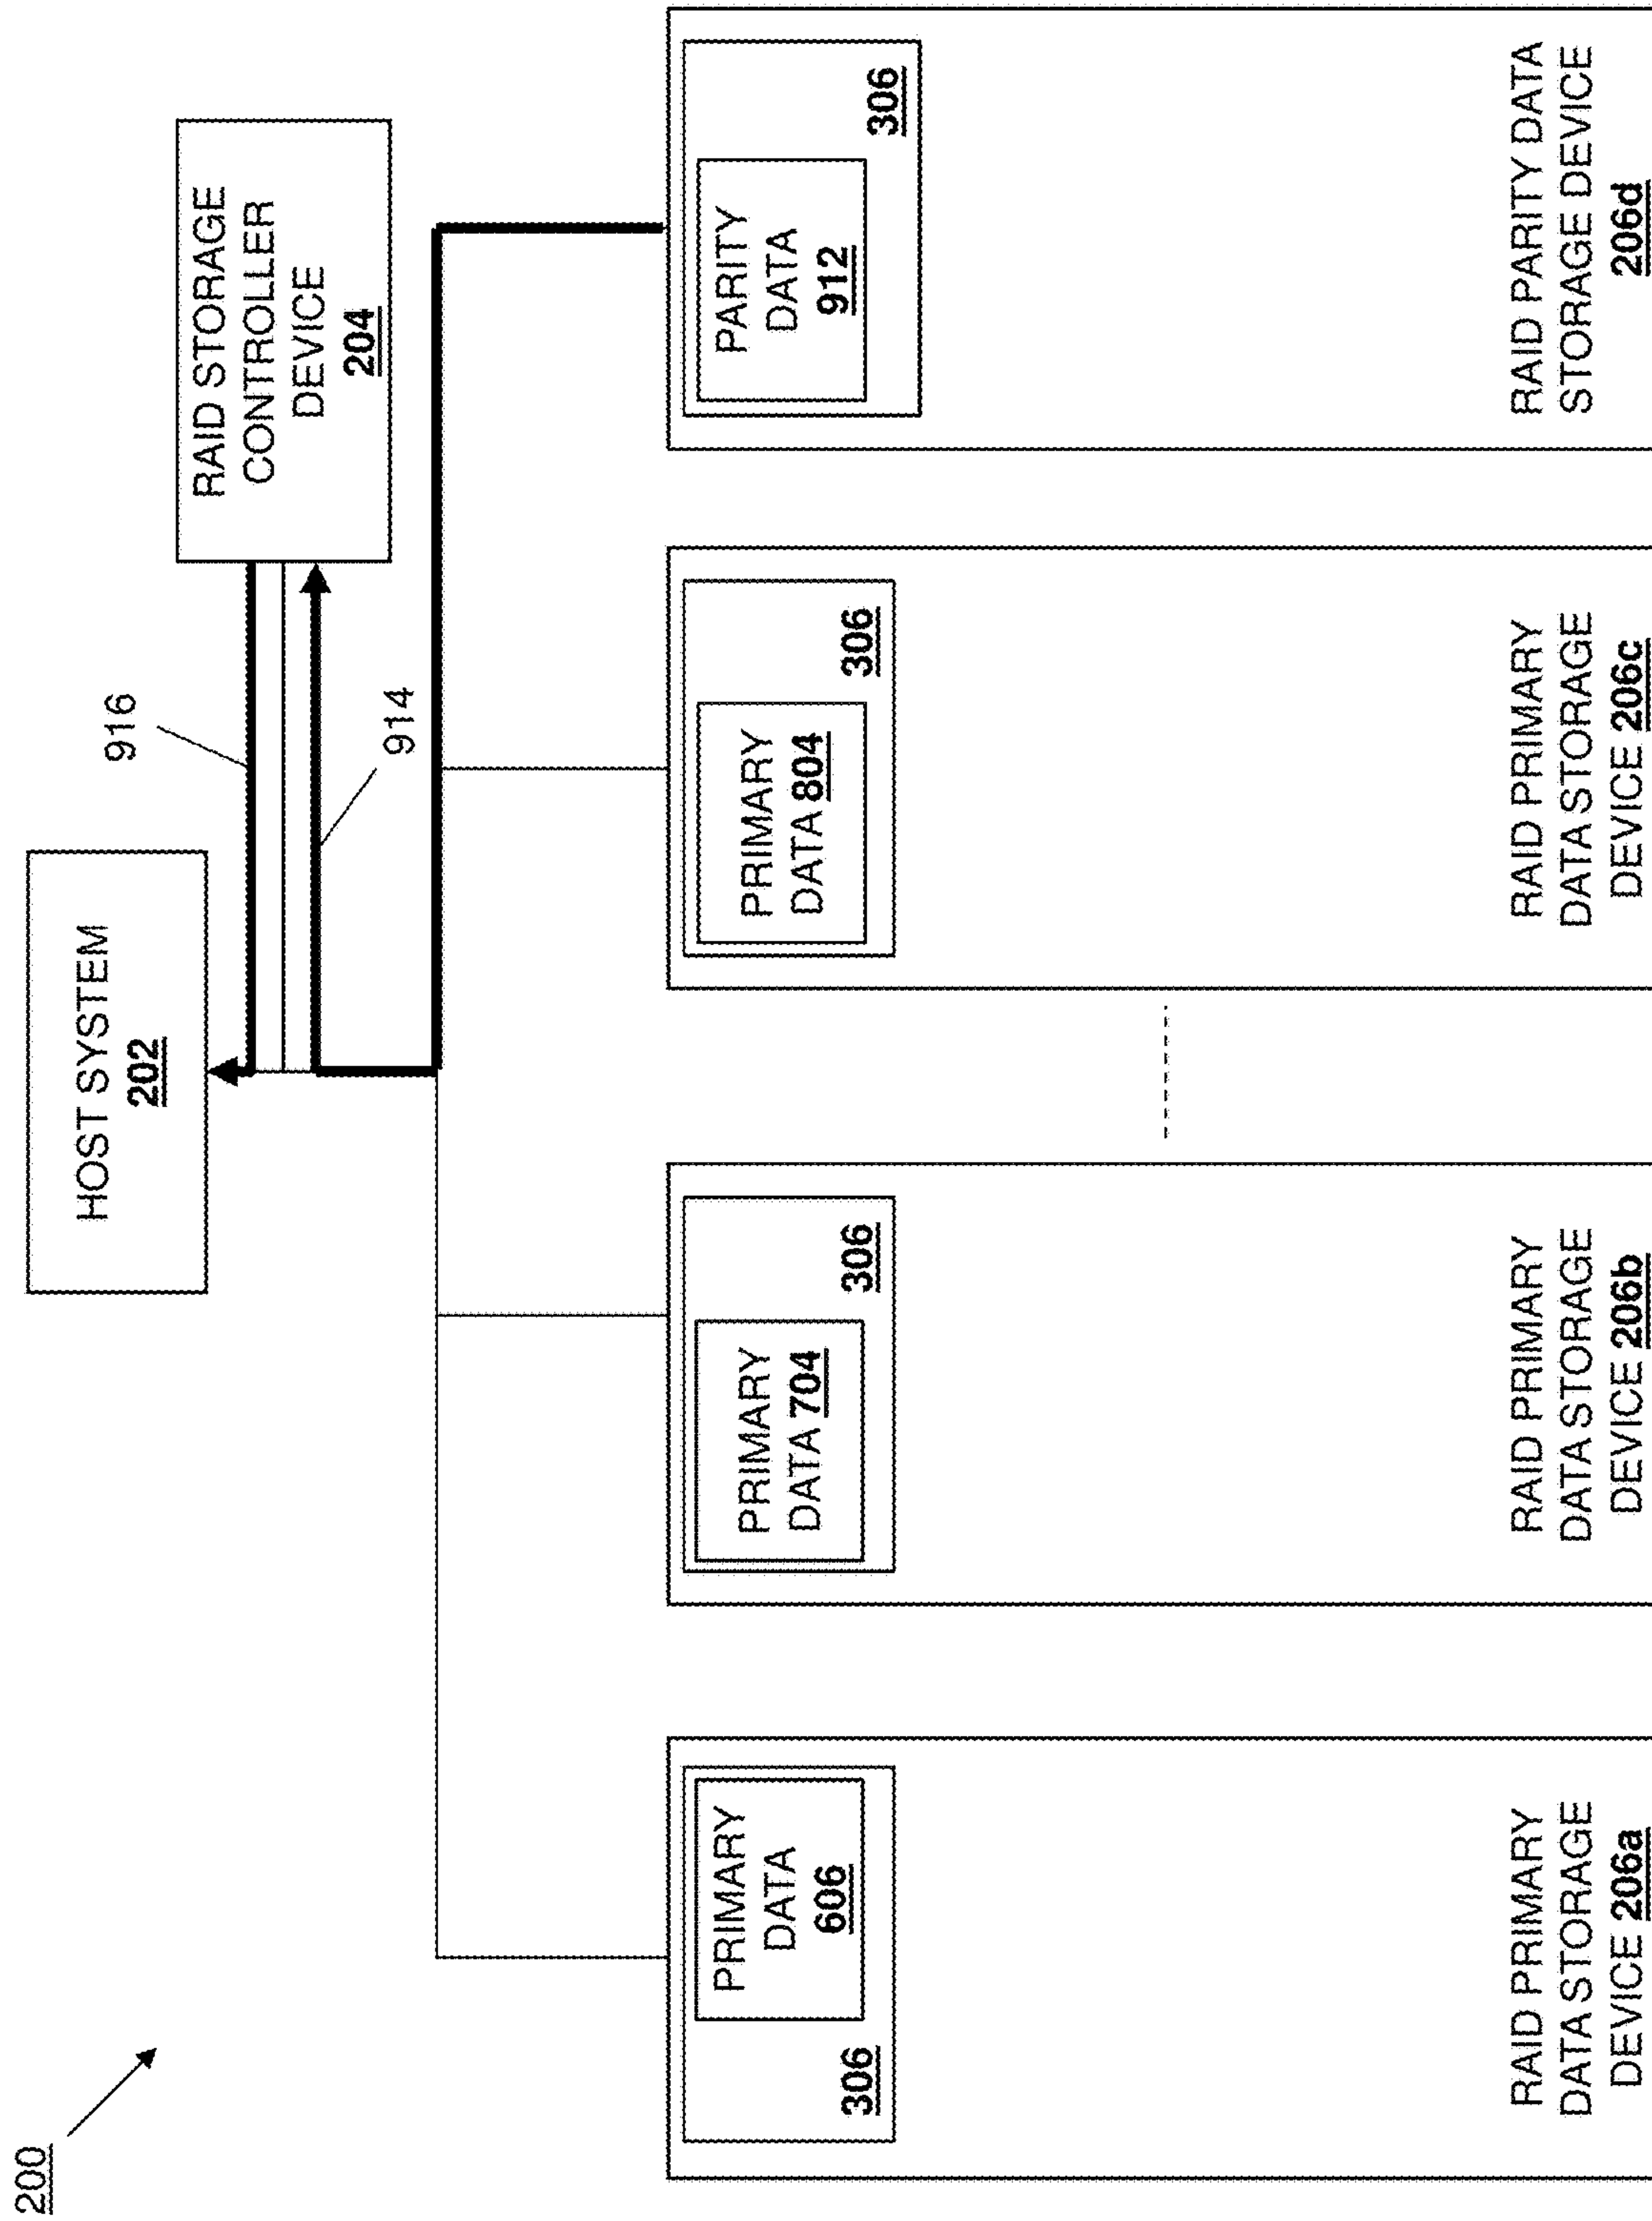 200
HOST SYSTEM
202
916
914
RAID STORAGE
CONTROLLER
DEVICE
204
PRIMARY
DATA
606
306
RAID PRIMARY
DATA STORAGE
DEVICE 206a
PRIMARY
DATA 704
306
RAID PRIMARY
DATA STORAGE
DEVICE 206b
PRIMARY
DATA 804
306
RAID PRIMARY
DATA STORAGE
DEVICE 206c
PARITY
DATA
912
306
RAID PARITY DATA
STORAGE DEVICE
206d